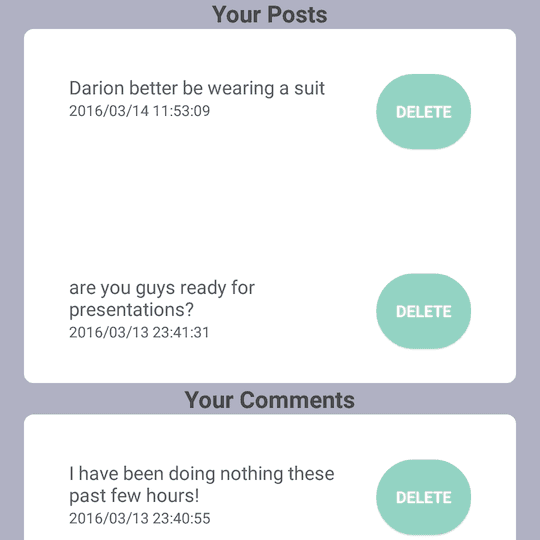 Your Posts
Darion better be wearing a suit
2016/03/14 11:53:09
DELETE
are you guys ready for
presentations?
2016/03/13 23:41:31
DELETE
Your Comments
I have been doing nothing these
past few hours!
2016/03/13 23:40:55
DELETE